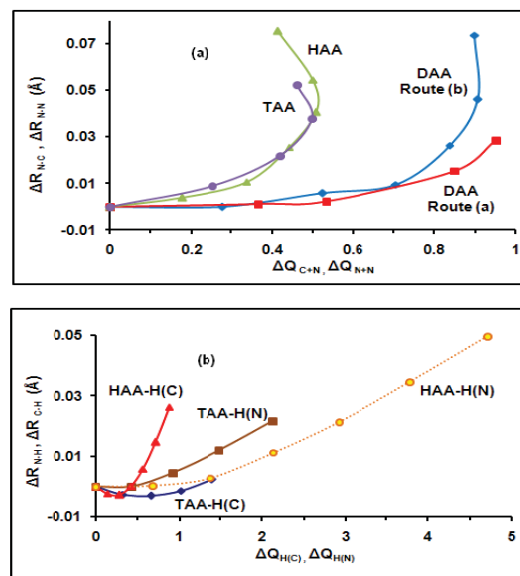 (a)
HAA
TAA
DAA
Route (b)
DAA
Route (a)
ΔR N-C , ΔR N-N (Å)
0.07
0.05
0.03
0.01
-0.01
0 0.2 0.4 0.6 0.8 1
ΔQ C+N , ΔQ N+N
(b)
HAA-H(C)
TAA-H(N)
HAA-H(N)
TAA-H(C)
ΔR N-H , ΔR C-H (Å)
0.05
0.03
0.01
-0.01
0 1 2 3 4 5
ΔQ H(C) , ΔQ H(N)